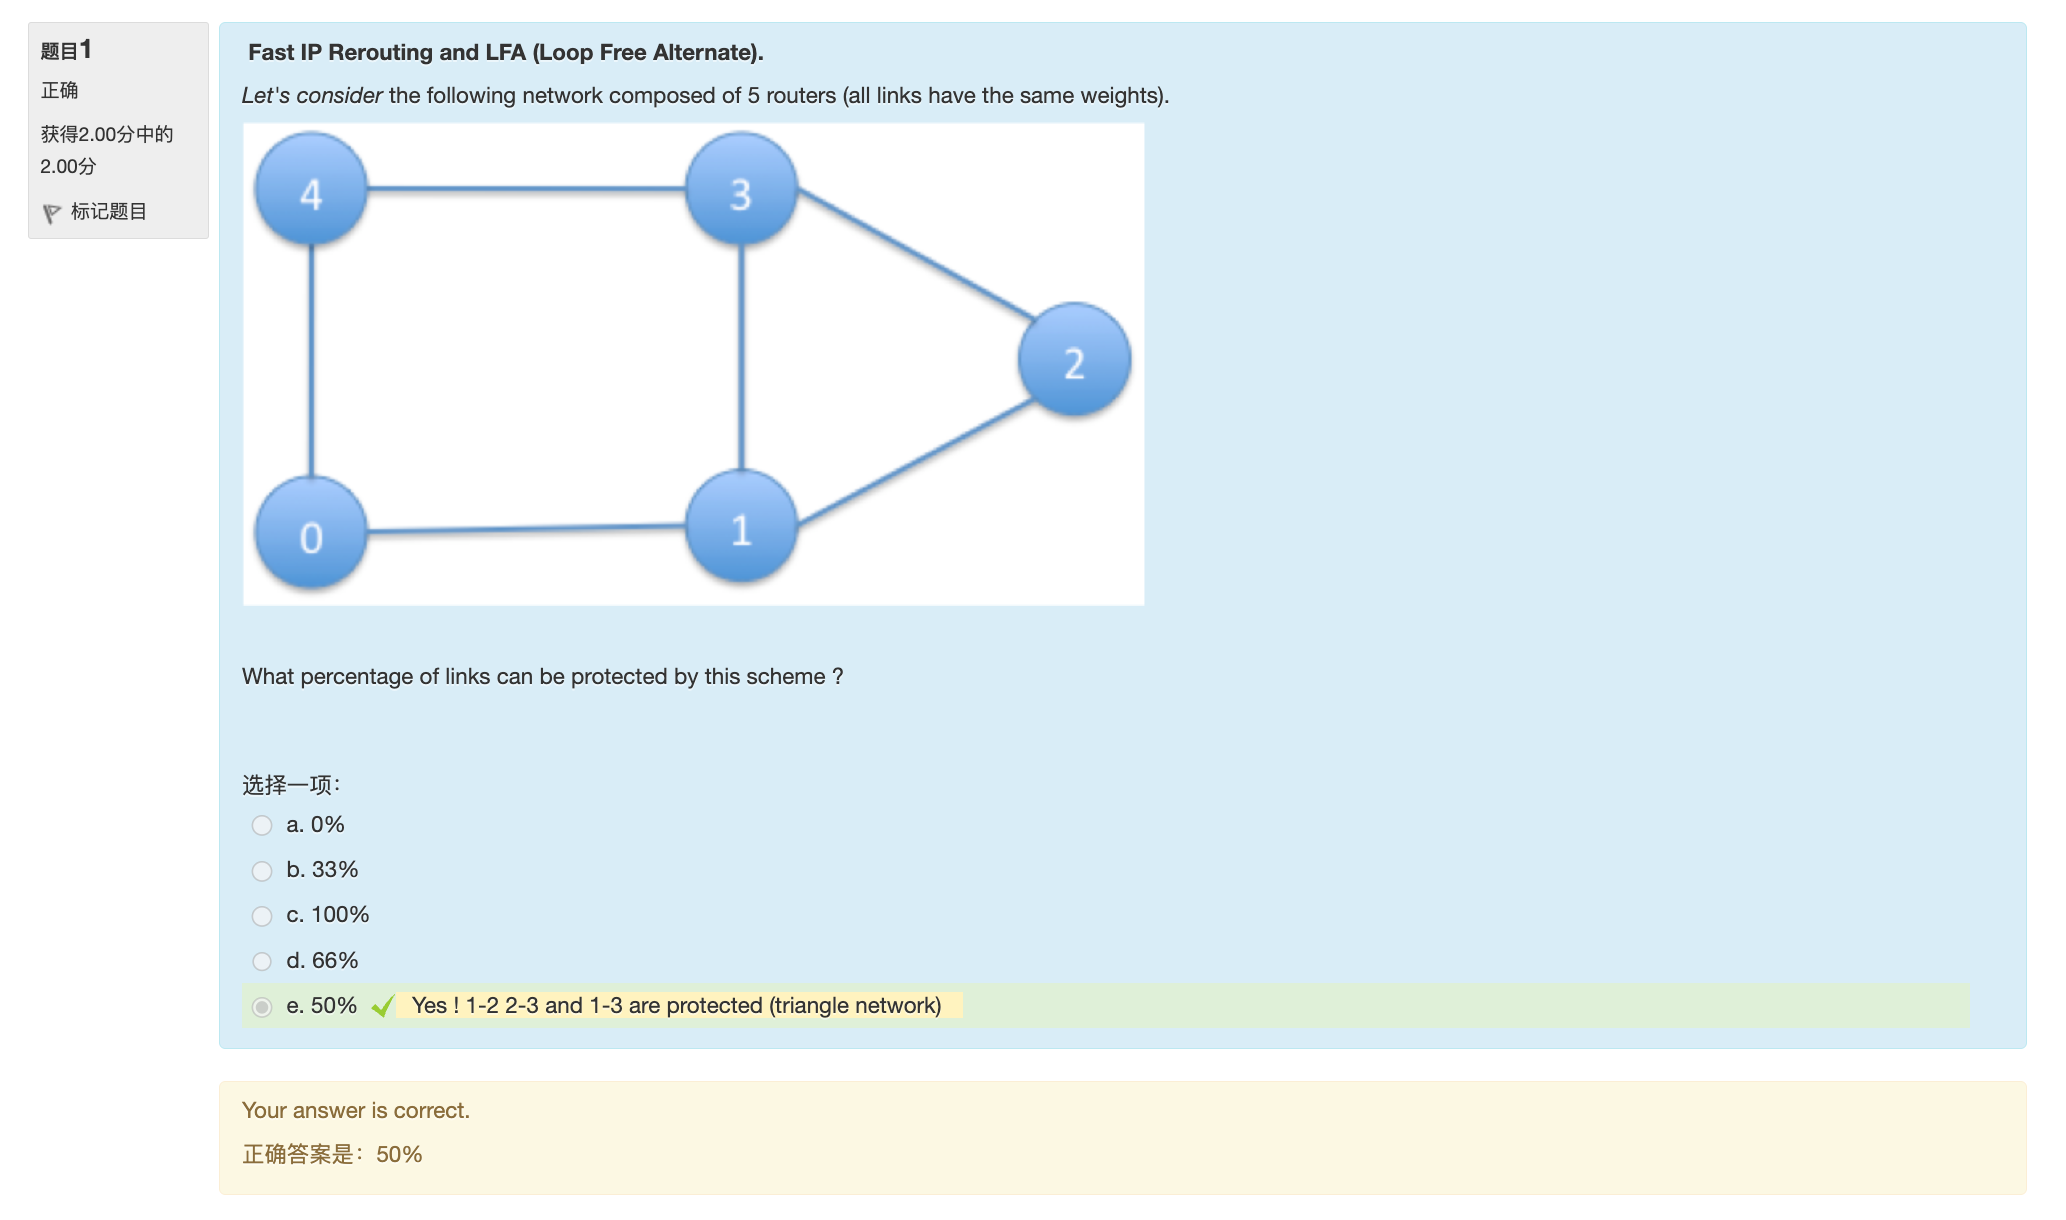 题目1
正确
获得2.00分中的
2.00分
标记题目
Fast IP Rerouting and LFA (Loop Free Alternate).
Let's consider the following network composed of 5 routers (all links have the same weights).
4
3
2
0
1
What percentage of links can be protected by this scheme ?
选择一项：
a. 0%
b. 33%
c. 100%
d. 66%
e. 50% Yes ! 1-2 2-3 and 1-3 are protected (triangle network)
Your answer is correct.
正确答案是：50%